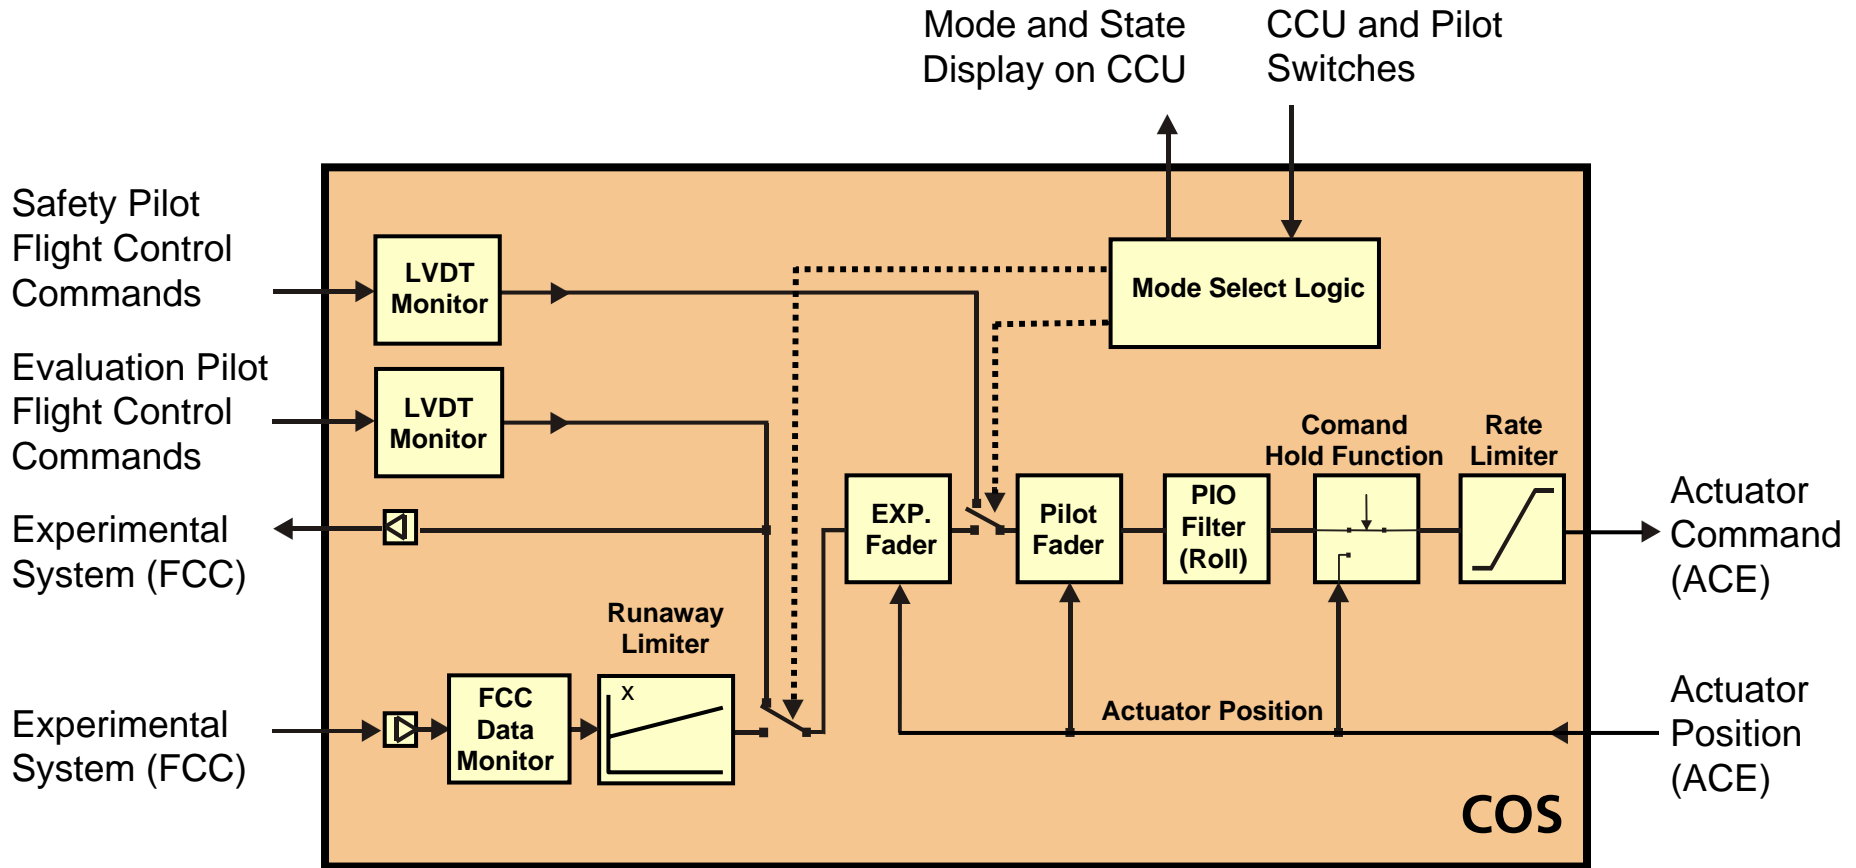 Mode and State
Display on CCU
CCU and Pilot
Switches
Safety Pilot
Flight Control
Commands
LVDT
Monitor
Mode Select Logic
Evaluation Pilot
Flight Control
Commands
LVDT
Monitor
Comand
Hold Function
Rate
Limiter
Experimental
System (FCC)
EXP.
Fader
Pilot
Fader
PIO
Filter
(Roll)
Actuator
Command
(ACE)
Runaway
Limiter
X
Experimental
System (FCC)
FCC
Data
Monitor
Actuator Position
Actuator
Position
(ACE)
COS